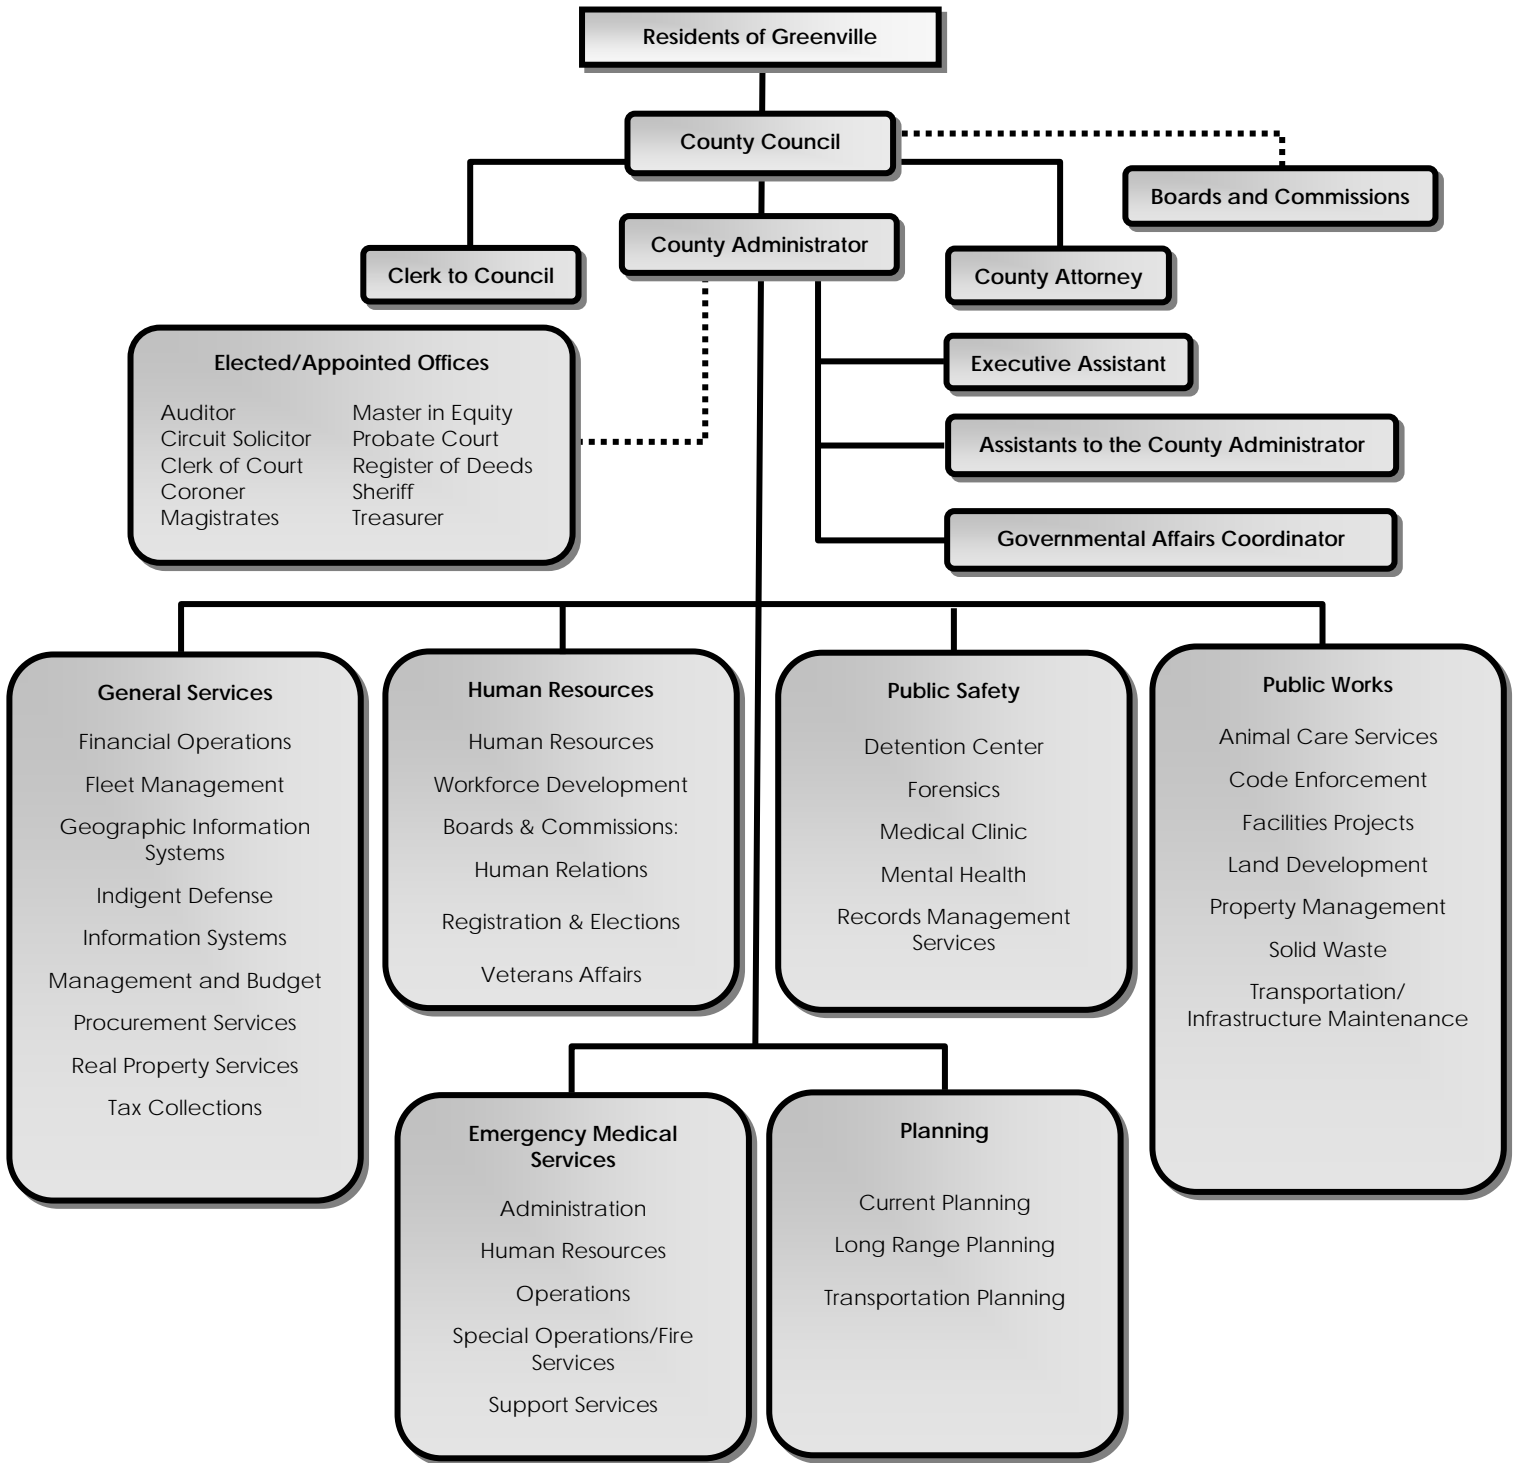 Residents of Greenville
County Council
Boards and Commissions
County Administrator
Clerk to Council
County Attorney
Elected/Appointed Offices
Auditor
Circuit Solicitor
Clerk of Court
Coroner
Magistrates
Master in Equity
Probate Court
Register of Deeds
Sheriff
Treasurer
Executive Assistant
Assistants to the County Administrator
Governmental Affairs Coordinator
General Services
Financial Operations
Fleet Management
Geographic Information
Systems
Indigent Defense
Information Systems
Management and Budget
Procurement Services
Real Property Services
Tax Collections
Human Resources
Human Resources
Workforce Development
Boards & Commissions:
Human Relations
Registration & Elections
Veterans Affairs
Public Safety
Detention Center
Forensics
Medical Clinic
Mental Health
Records Management
Services
Public Works
Animal Care Services
Code Enforcement
Facilities Projects
Land Development
Property Management
Solid Waste
Transportation/
Infrastructure Maintenance
Emergency Medical
Services
Administration
Human Resources
Operations
Special Operations/Fire
Services
Support Services
Planning
Current Planning
Long Range Planning
Transportation Planning